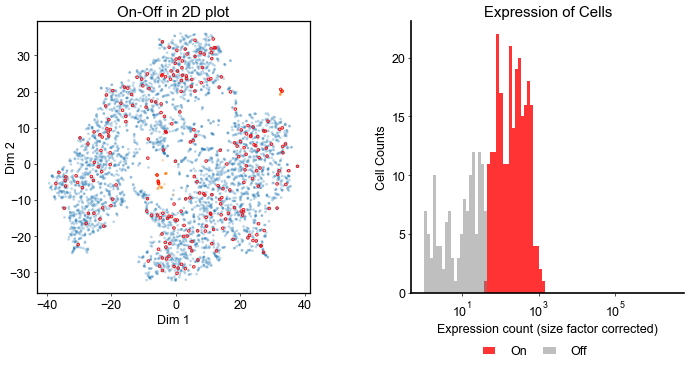 On-Off in 2D plot
30
20
10
0
−10
−20
−30
Dim 2
−40
−20
0
20
40
Dim 1
Expression of Cells
20
15
10
5
0
Cell Counts
10^1
10^3
10^5
Expression count (size factor corrected)
On
Off